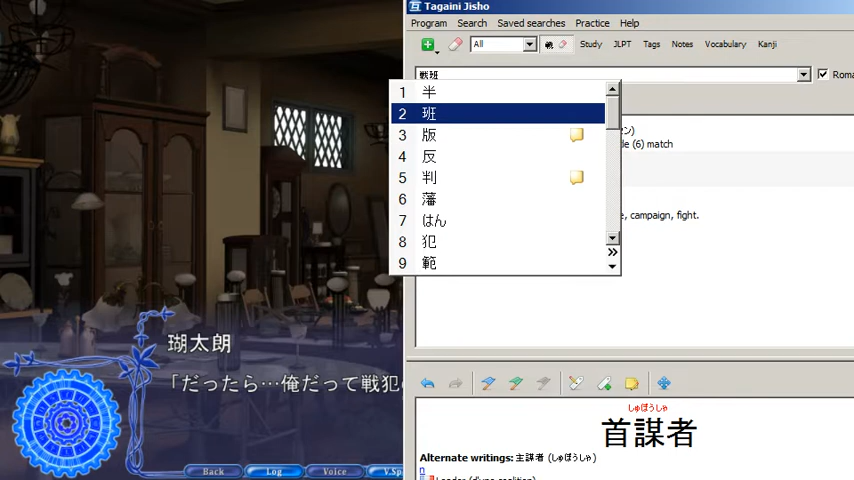 Tagaini Jisho
Program Search Saved searches Practice Help
All Study JLPT Tags Notes Vocabulary Kanji
戦班 Roma
1 半
2 班
3 版
4 反
5 判
6 藩
7 はん
8 犯
9 範
セン)
(6) match
, campaign, fight.
瑚太朗
「だったら…俺だって戦犯
Back Log Voice V.Sp
しゅぼうしゃ
首謀者
Alternate writings: 主謀者 (しゅぼうしゃ)
n